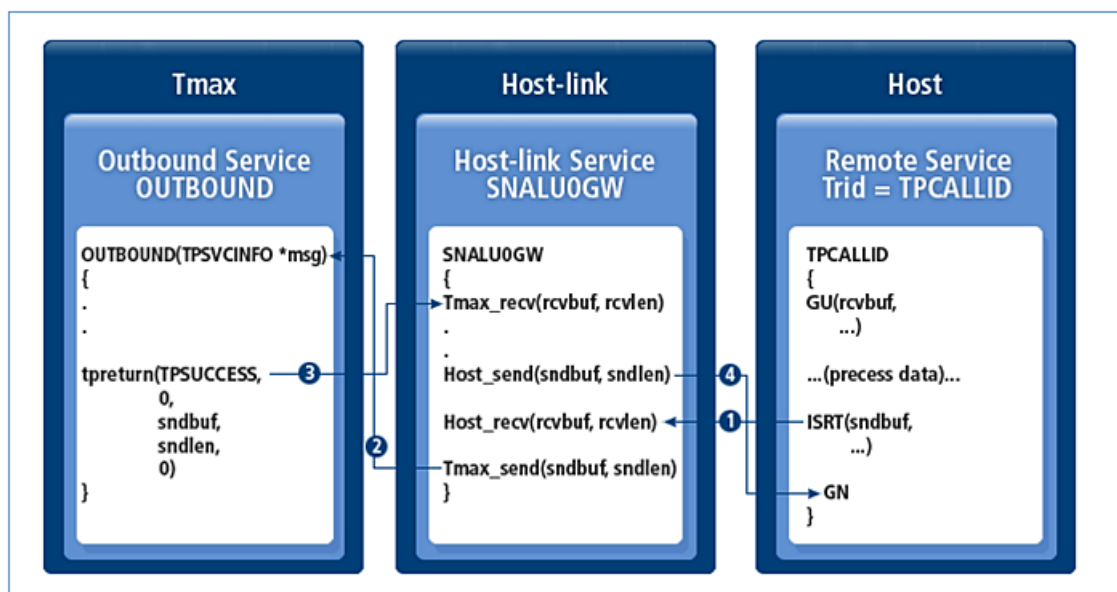 Tmax
Outbound Service
OUTBOUND
OUTBOUND(TPSVCINFO *msg)
{
.
.
tpreturn(TPSUCCESS,
0,
sndbuf,
sndlen,
0)
}
Host-link
Host-link Service
SNALU0GW
SNALU0GW
{
Tmax_recv(rcvbuf, rcvlen)
.
.
Host_send(sndbuf, sndlen)
Host_recv(rcvbuf, rcvlen)
Tmax_send(sndbuf, sndlen)
}
Host
Remote Service
Trid = TPCALLID
TPCALLID
{
GU(rcvbuf,
...)
...(precess data)...
ISRT(sndbuf,
...)
GN
}
3
2
4
1